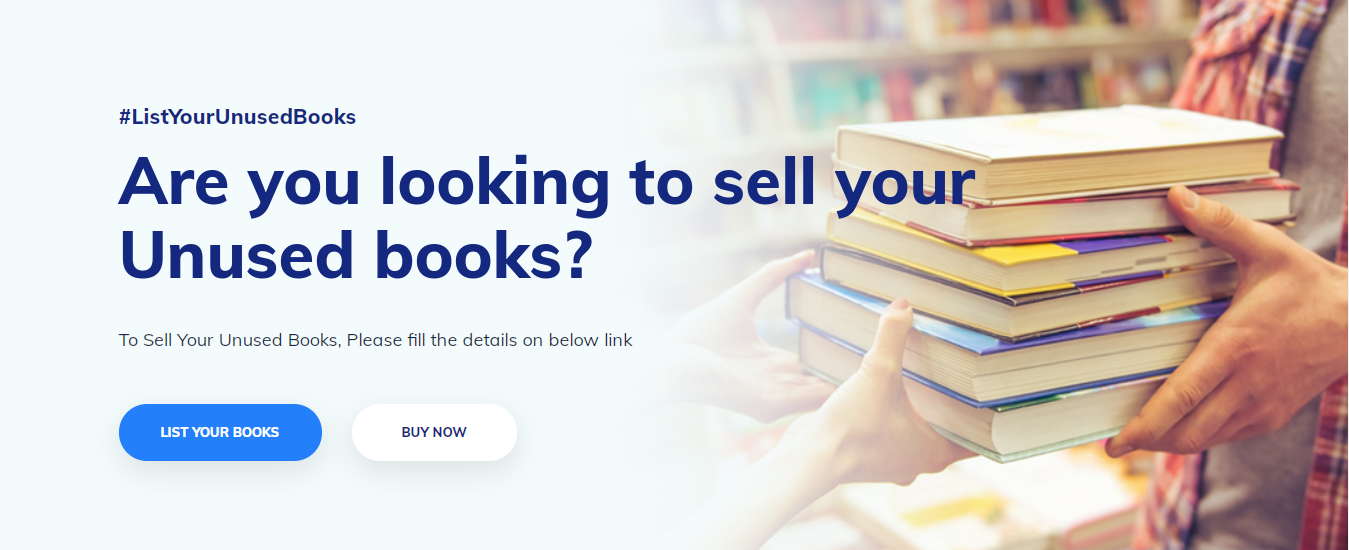 #ListYourUnusedBooks
Are you looking to sell your
Unused books?
To Sell Your Unused Books, Please fill the details on below link
LIST YOUR BOOKS
BUY NOW